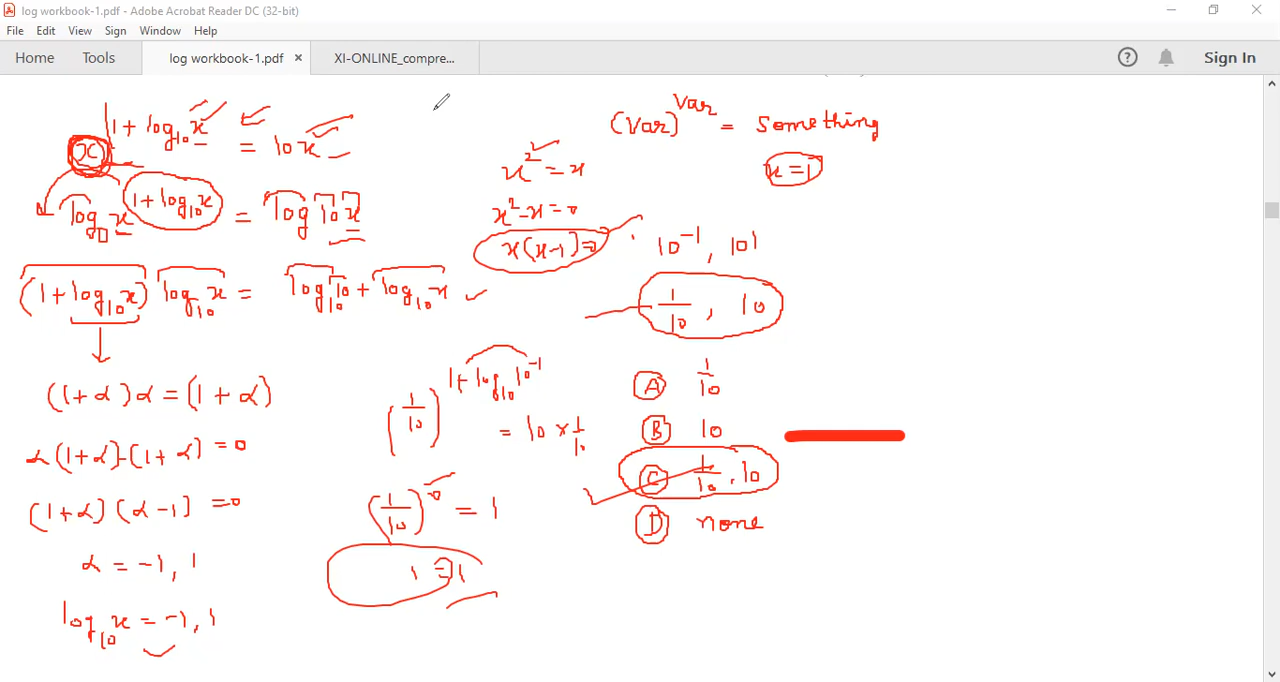 log workbook-1.pdf - Adobe Acrobat Reader DC (32-bit)
File Edit View Sign Window Help
Home Tools log workbook-1.pdf × XI-ONLINE_compre... Sign In
x^(1 + log₁₀ x) = 10x
log₁₀ x^(1 + log₁₀ x) = log 10x
(1 + log₁₀ x) log₁₀ x = log₁₀ 10 + log₁₀ x
(1 + α) α = (1 + α)
α(1 + α) - (1 + α) = 0
(1 + α) (α - 1) = 0
α = -1, 1
log₁₀ x = -1, 1
x² = x
x² - x = 0
x(x - 1) = 0
(1/10)^(1 + log₁₀ 10⁻¹) = 10 × 1/10
(1/10)^0 = 1
1 = 1
(Var)^Var = Something
x = 1
10⁻¹, 10¹
1/10, 10
A 1/10
B 10
C 1/10, 10
D none